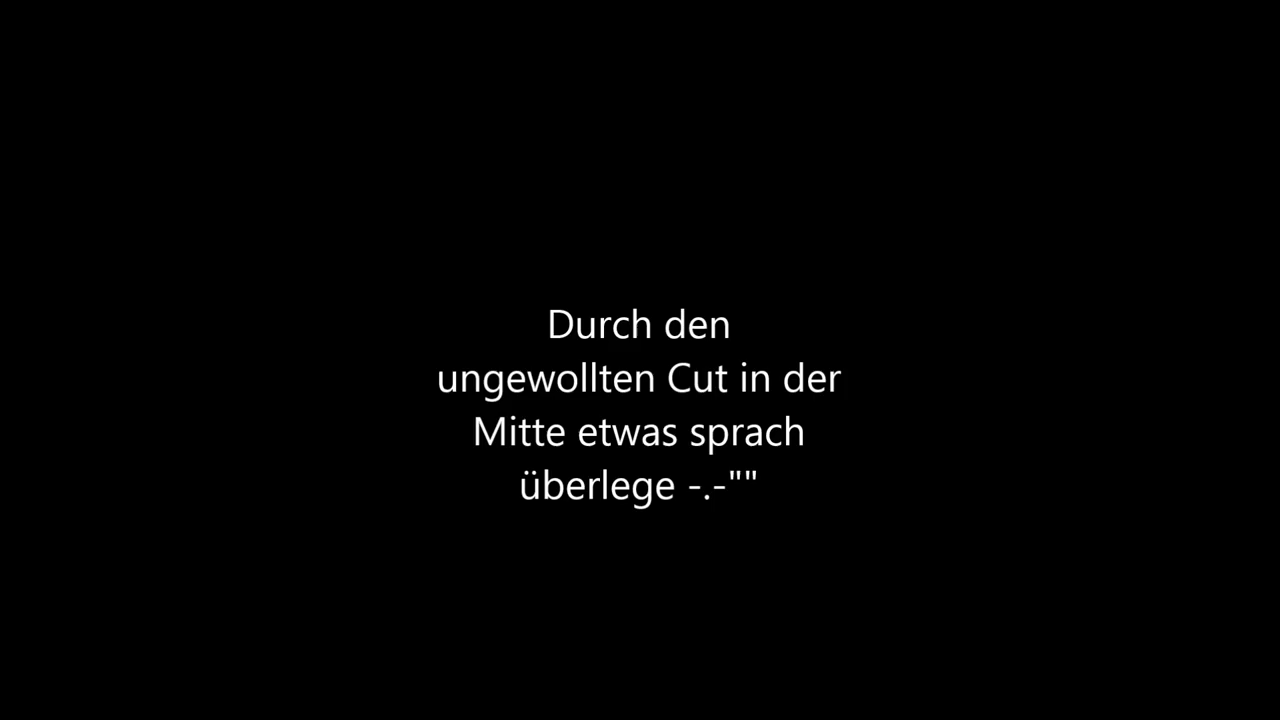 Durch den
ungewollten Cut in der
Mitte etwas sprach
überlege -.-""